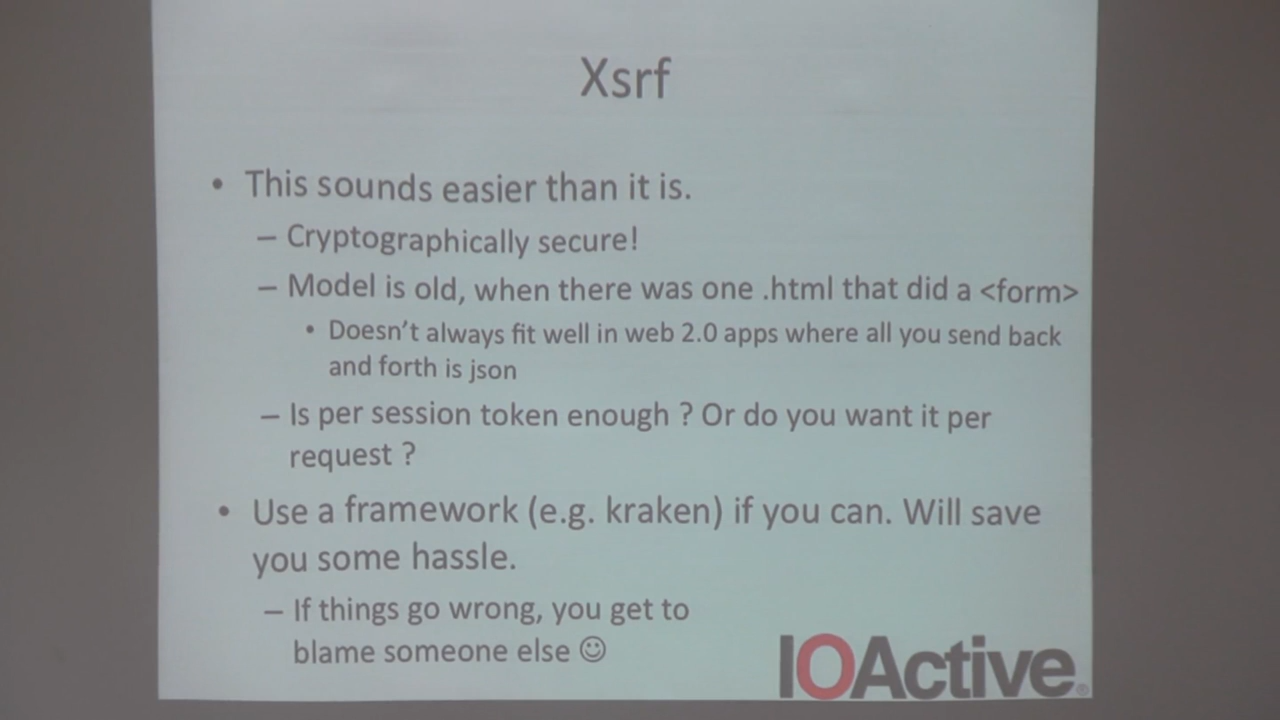 Xsrf
• This sounds easier than it is.
– Cryptographically secure!
– Model is old, when there was one .html that did a <form>
• Doesn't always fit well in web 2.0 apps where all you send back
and forth is json
– Is per session token enough ? Or do you want it per
request ?
• Use a framework (e.g. kraken) if you can. Will save
you some hassle.
– If things go wrong, you get to
blame someone else ☺
IOActive®